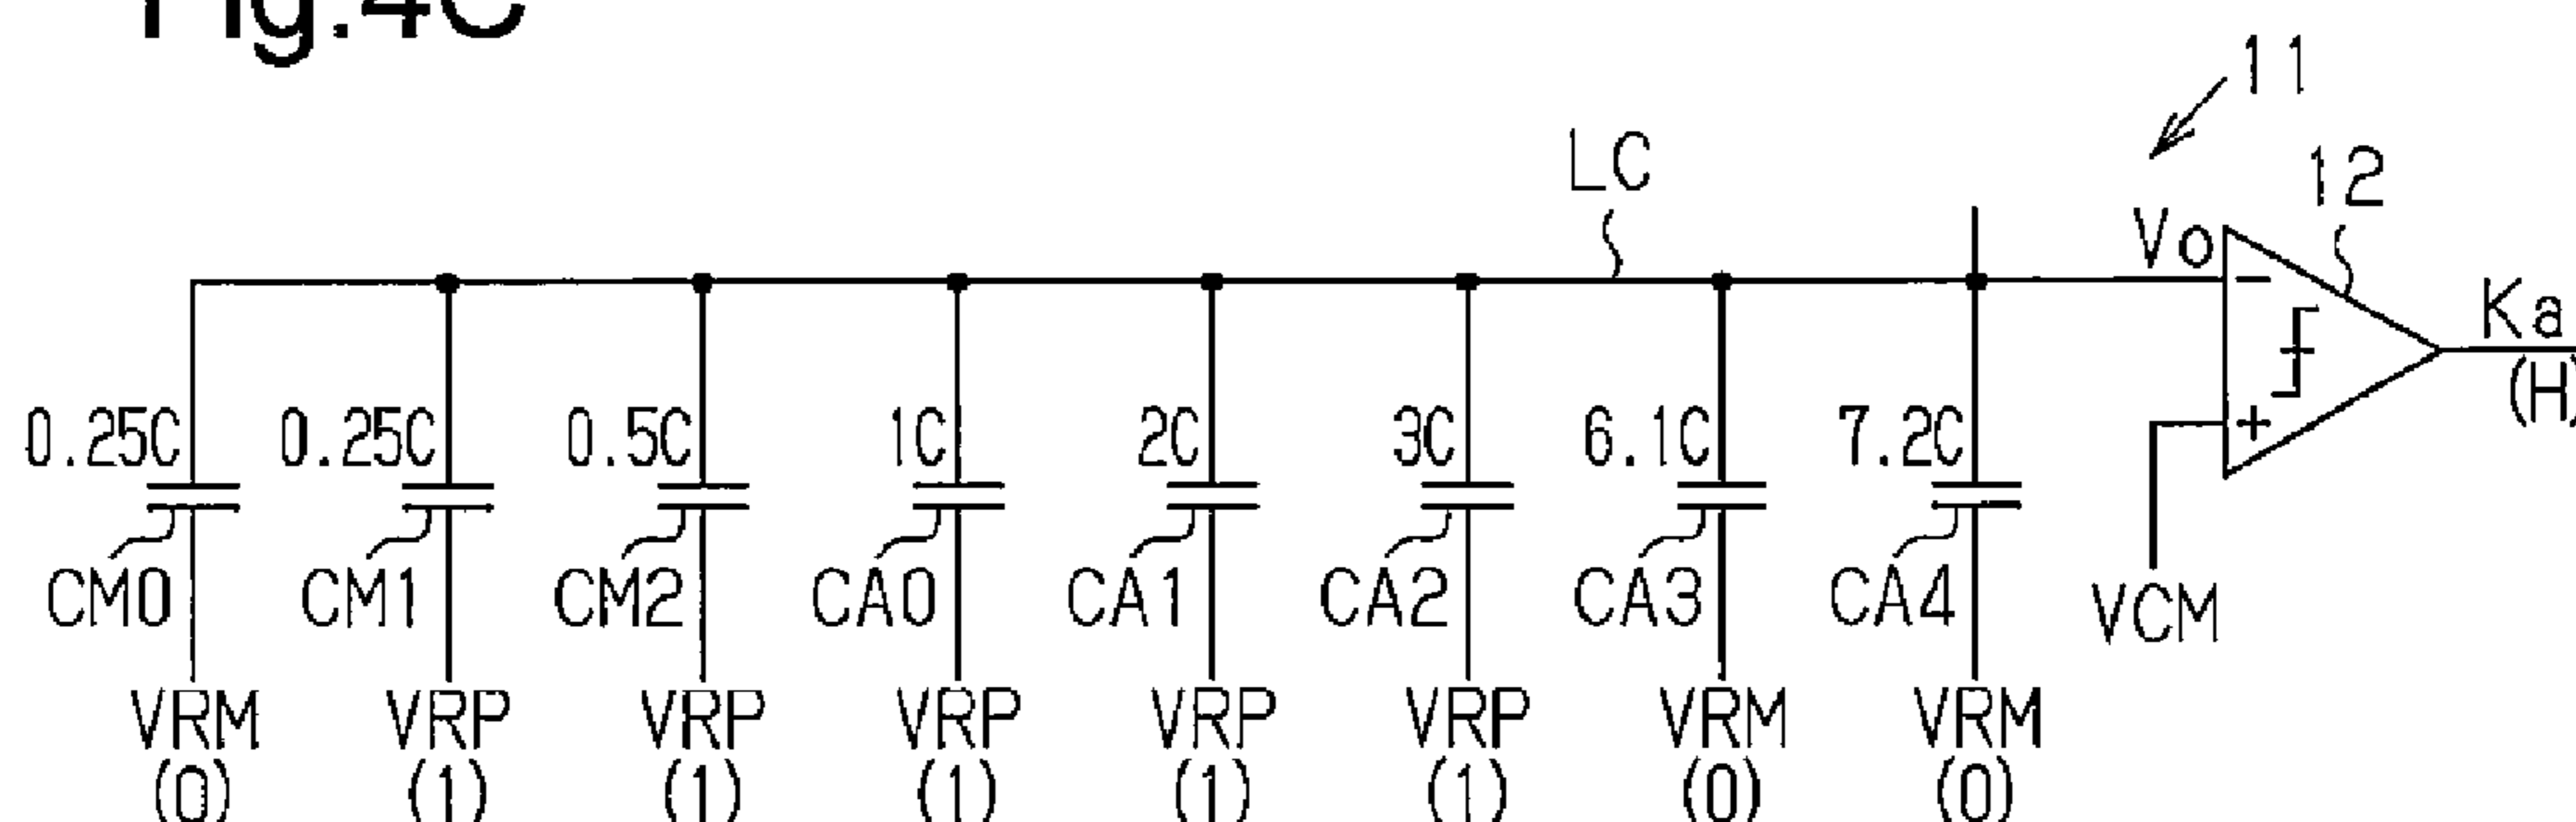 Fig.4C
11
LC
12
Vo
−
Ka
(H)
0.25C 0.25C 0.5C 1C 2C 3C 6.1C 7.2C
+
CM0 CM1 CM2 CA0 CA1 CA2 CA3 CA4
VCM
VRM VRP VRP VRP VRP VRP VRM VRM
(0) (1) (1) (1) (1) (1) (0) (0)